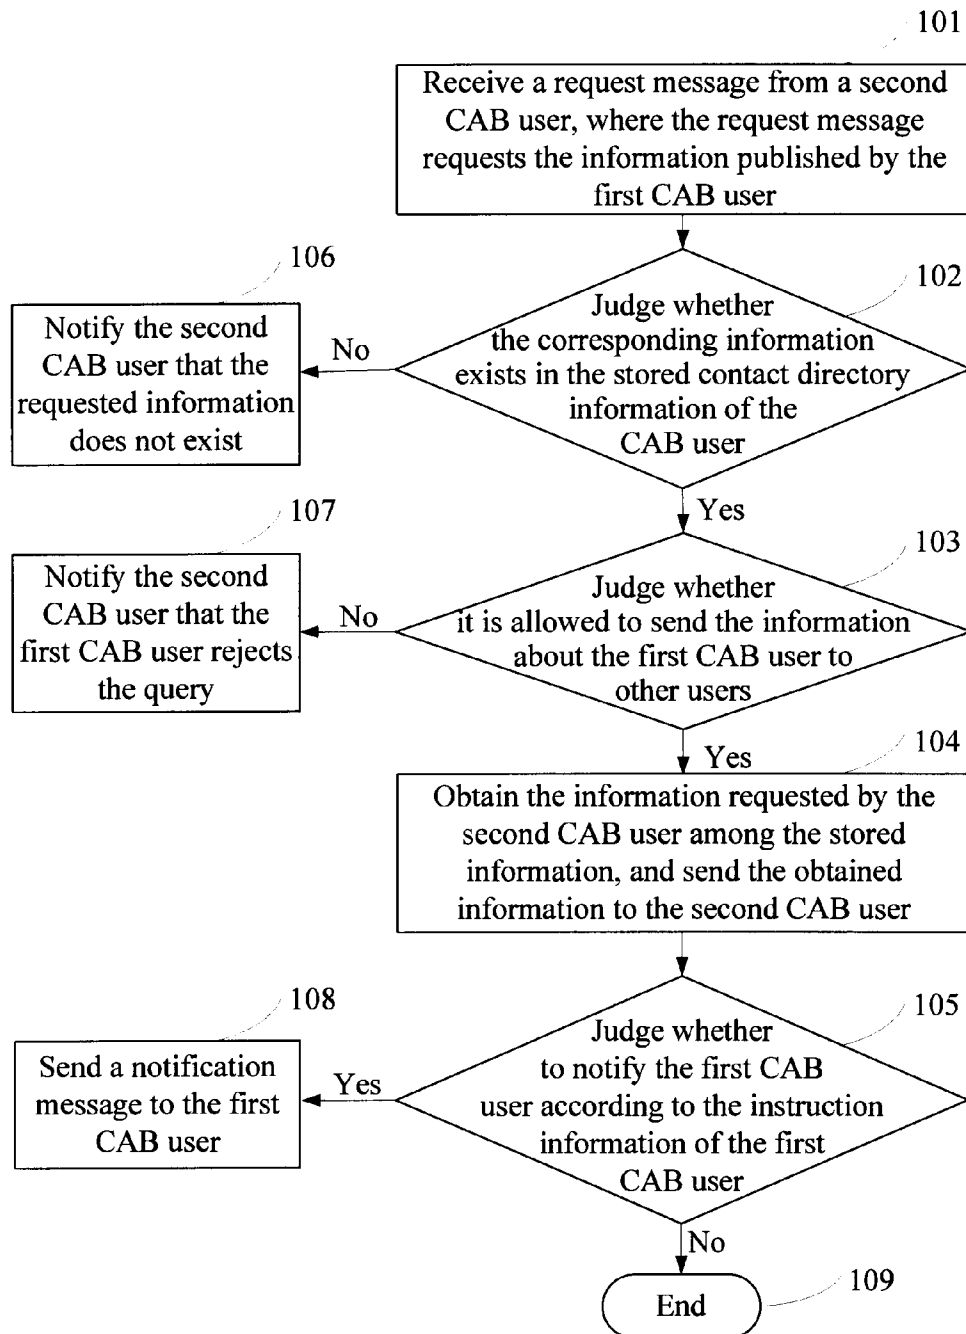 101
Receive a request message from a second
CAB user, where the request message
requests the information published by the
first CAB user
106
102
Notify the second
CAB user that the
requested information
does not exist
No
Judge whether
the corresponding information
exists in the stored contact directory
information of the
CAB user
Yes
107
103
Notify the second
CAB user that the
first CAB user rejects
the query
No
Judge whether
it is allowed to send the information
about the first CAB user to
other users
Yes
104
Obtain the information requested by the
second CAB user among the stored
information, and send the obtained
information to the second CAB user
108
105
Send a notification
message to the first
CAB user
Yes
Judge whether
to notify the first CAB
user according to the instruction
information of the first
CAB user
No
109
End